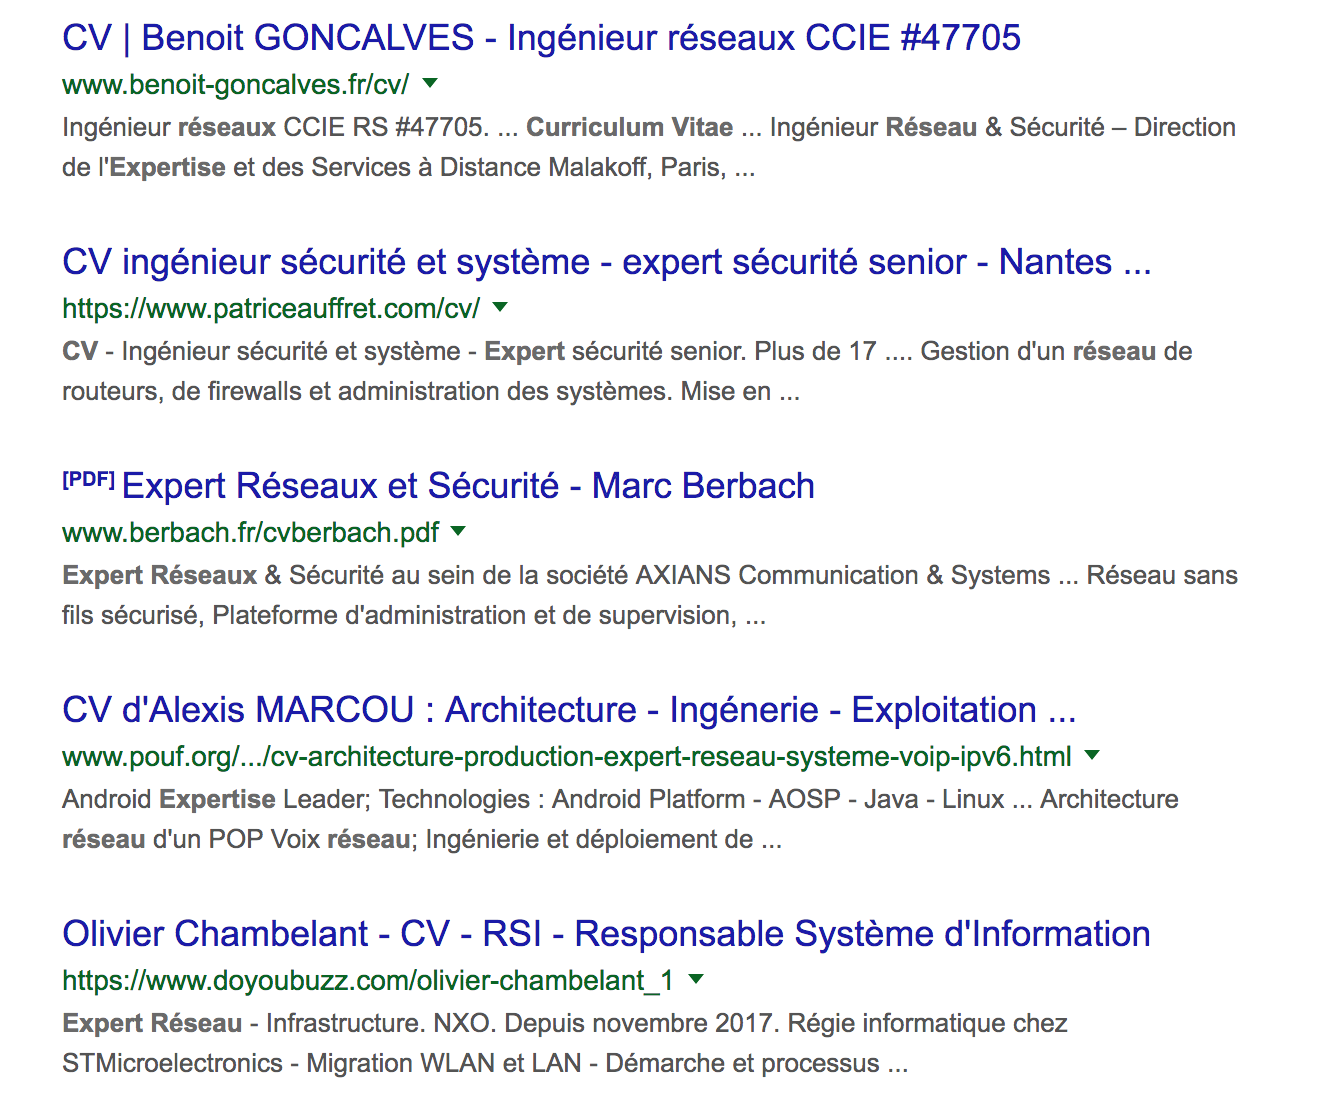 CV | Benoit GONCALVES - Ingénieur réseaux CCIE #47705
www.benoit-goncalves.fr/cv/
Ingénieur réseaux CCIE RS #47705. ... Curriculum Vitae ... Ingénieur Réseau & Sécurité – Direction
de l'Expertise et des Services à Distance Malakoff, Paris, ...
CV ingénieur sécurité et système - expert sécurité senior - Nantes ...
https://www.patriceauffret.com/cv/
CV - Ingénieur sécurité et système - Expert sécurité senior. Plus de 17 .... Gestion d'un réseau de
routeurs, de firewalls et administration des systèmes. Mise en ...
[PDF] Expert Réseaux et Sécurité - Marc Berbach
www.berbach.fr/cvberbach.pdf
Expert Réseaux & Sécurité au sein de la société AXIANS Communication & Systems ... Réseau sans
fils sécurisé, Plateforme d'administration et de supervision, ...
CV d'Alexis MARCOU : Architecture - Ingénerie - Exploitation ...
www.pouf.org/.../cv-architecture-production-expert-reseau-systeme-voip-ipv6.html
Android Expertise Leader; Technologies : Android Platform - AOSP - Java - Linux ... Architecture
réseau d'un POP Voix réseau; Ingénierie et déploiement de ...
Olivier Chambelant - CV - RSI - Responsable Système d'Information
https://www.doyoubuzz.com/olivier-chambelant_1
Expert Réseau - Infrastructure. NXO. Depuis novembre 2017. Régie informatique chez
STMicroelectronics - Migration WLAN et LAN - Démarche et processus ...